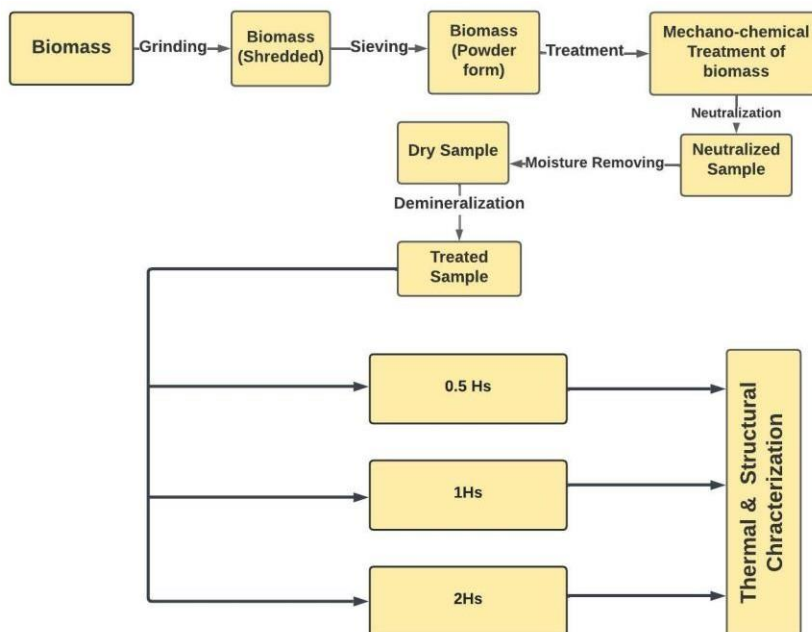 Biomass
Grinding
Biomass
(Shredded)
Sieving
Biomass
(Powder
form)
Treatment
Mechano-chemical
Treatment of
biomass
Neutralization
Neutralized
Sample
Moisture Removing
Dry Sample
Demineralization
Treated
Sample
0.5 Hs
1Hs
2Hs
Thermal & Structural
Chracterization